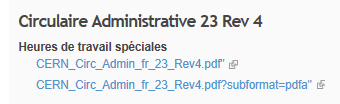 Circulaire Administrative 23 Rev 4
Heures de travail spéciales
CERN_Circ_Admin_fr_23_Rev4.pdf"
CERN_Circ_Admin_fr_23_Rev4.pdf?subformat=pdfa"